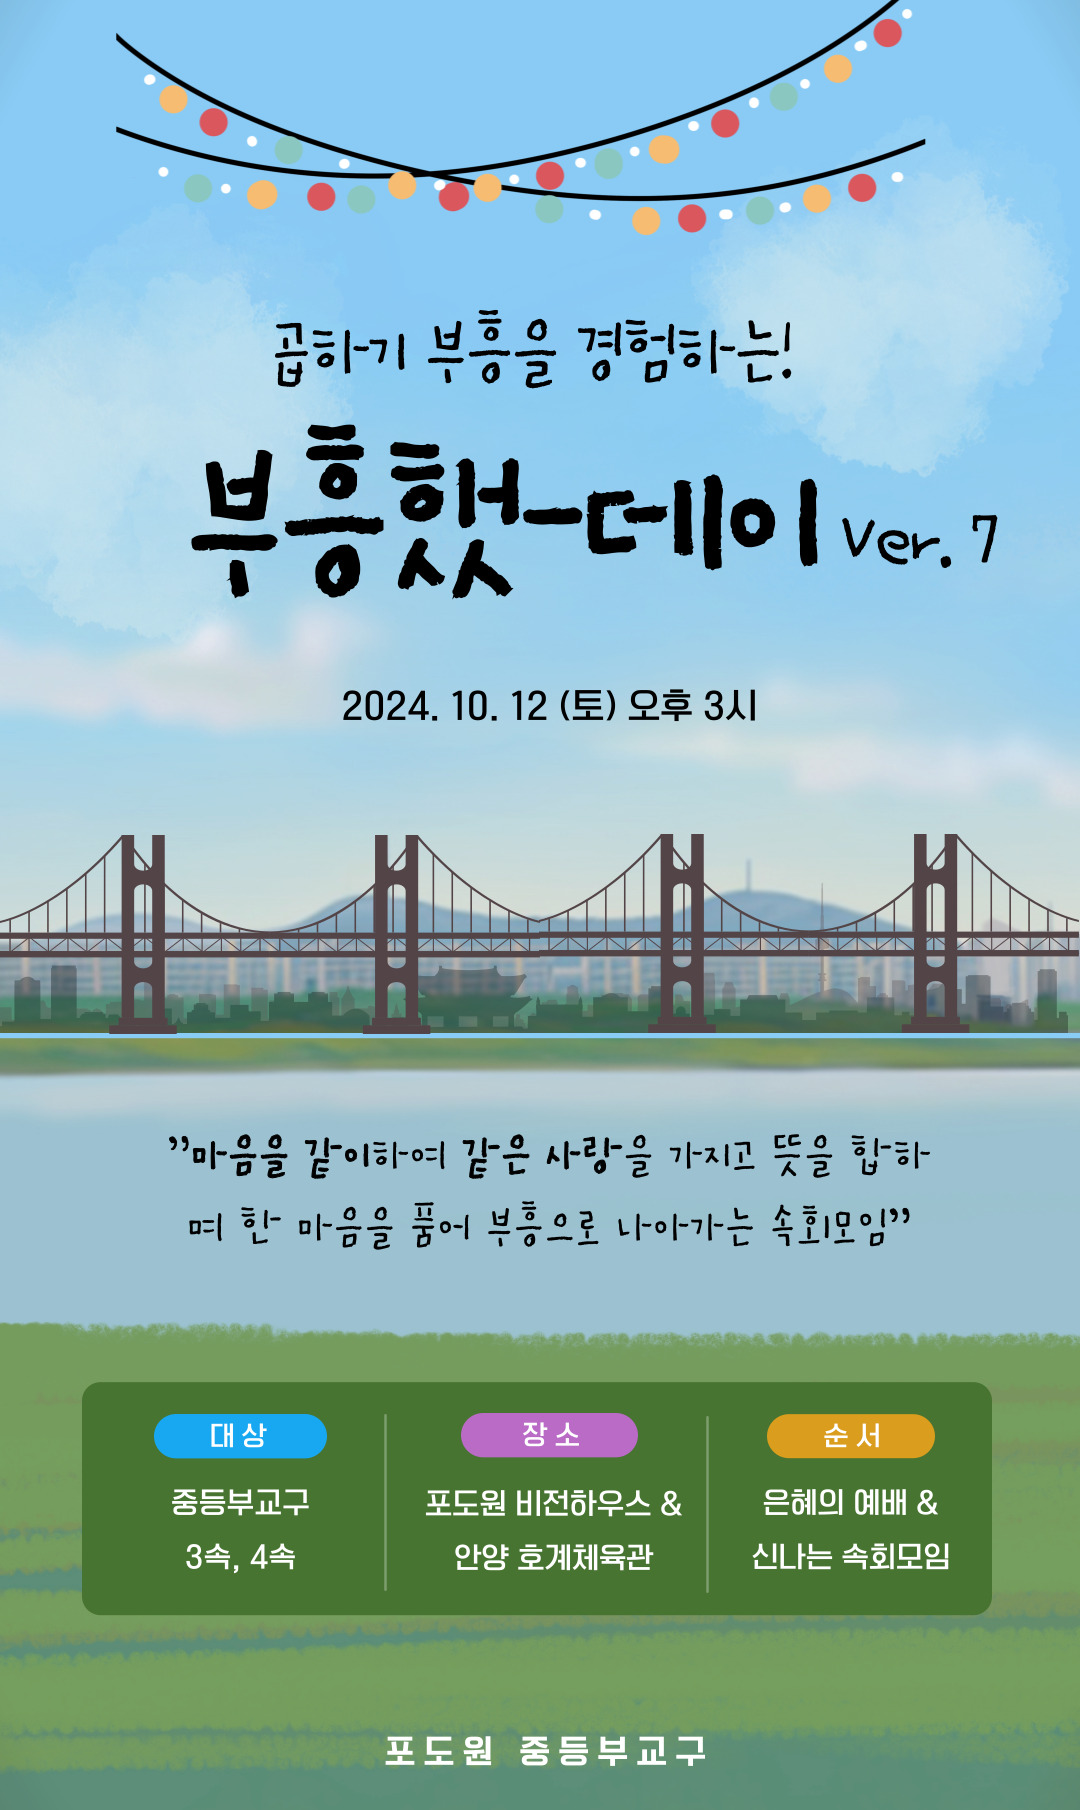 곱하기 부흥을 경험하는!
부흥했데이 Ver. 7
2024. 10. 12 (토) 오후 3시
”마음을 같이하여 같은 사랑을 가지고 뜻을 합하
며 한 마음을 품어 부흥으로 나아가는 속회모임”
대상
중등부교구
3속, 4속
장소
포도원 비전하우스 &
안양 호계체육관
순서
은혜의 예배 &
신나는 속회모임
포도원 중등부교구